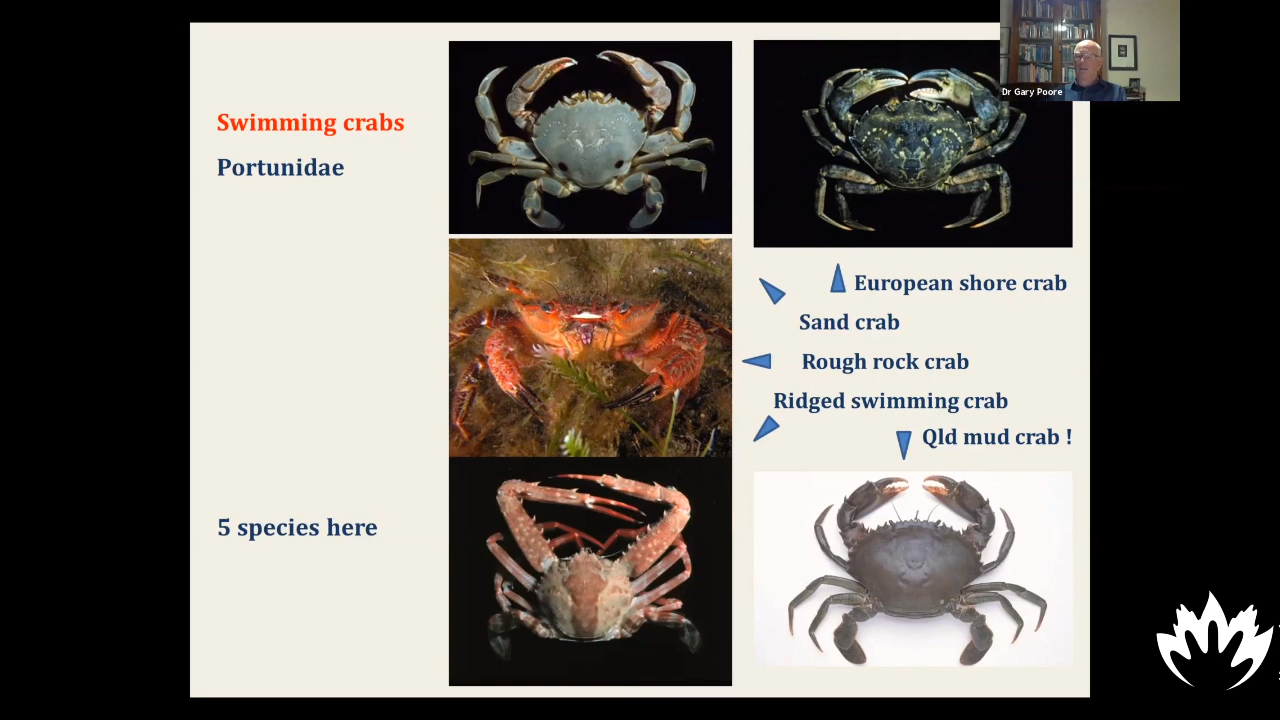 Swimming crabs
Portunidae
5 species here
European shore crab
Sand crab
Rough rock crab
Ridged swimming crab
Qld mud crab !
Dr Gary Poore